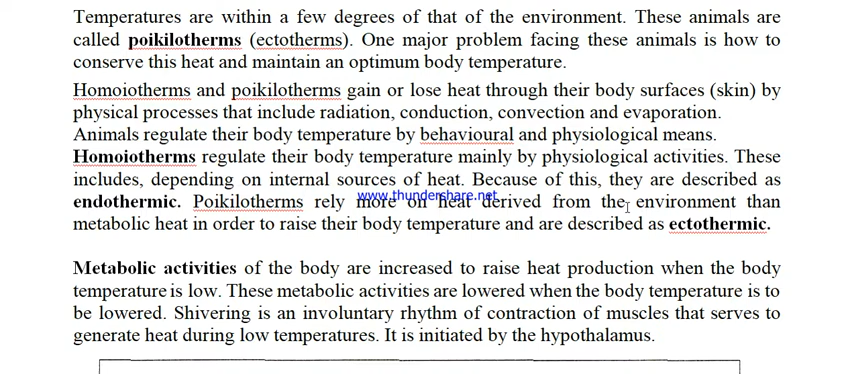 Temperatures are within a few degrees of that of the environment. These animals are
called poikilotherms (ectotherms). One major problem facing these animals is how to
conserve this heat and maintain an optimum body temperature.
Homoiotherms and poikilotherms gain or lose heat through their body surfaces (skin) by
physical processes that include radiation, conduction, convection and evaporation.
Animals regulate their body temperature by behavioural and physiological means.
Homoiotherms regulate their body temperature mainly by physiological activities. These
includes, depending on internal sources of heat. Because of this, they are described as
endothermic. Poikilotherms rely more on heat derived from the environment than
www.thundershare.net
metabolic heat in order to raise their body temperature and are described as ectothermic.
Metabolic activities of the body are increased to raise heat production when the body
temperature is low. These metabolic activities are lowered when the body temperature is to
be lowered. Shivering is an involuntary rhythm of contraction of muscles that serves to
generate heat during low temperatures. It is initiated by the hypothalamus.